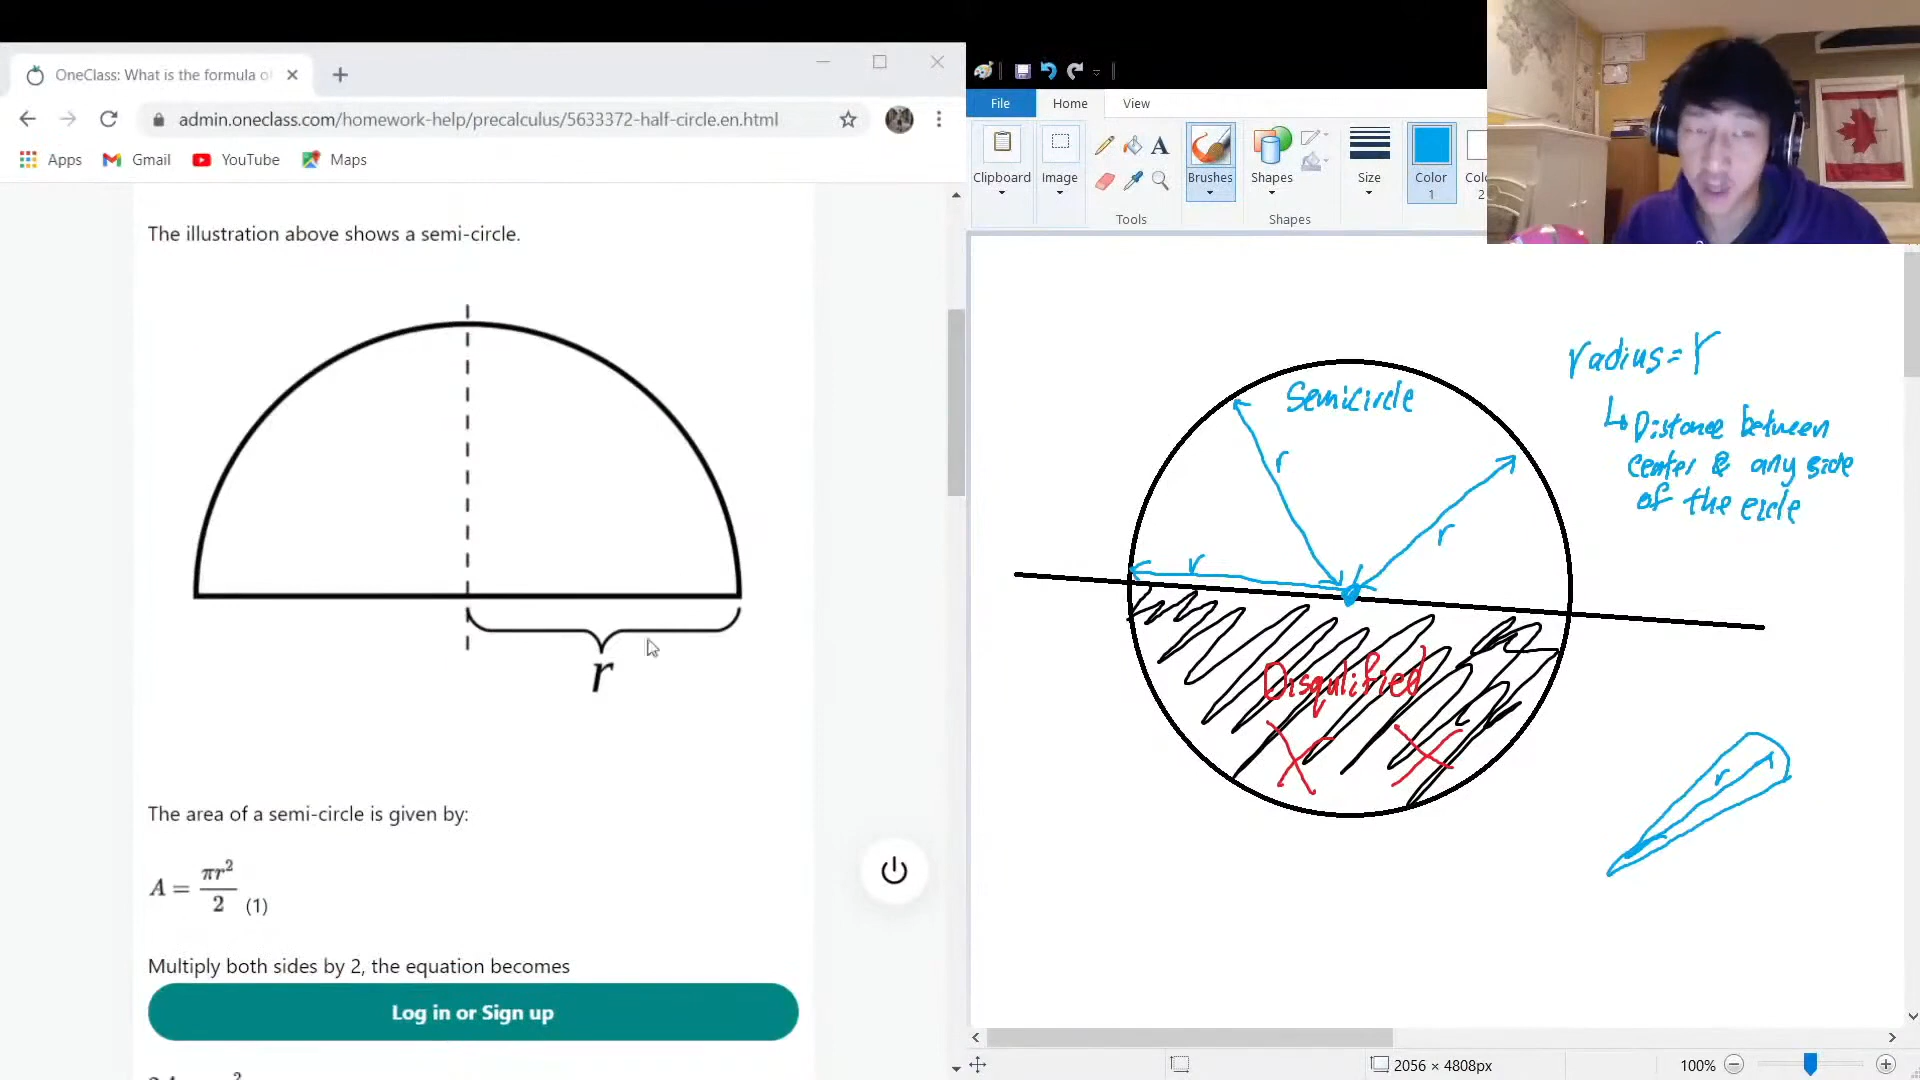 OneClass: What is the formula o
admin.oneclass.com/homework-help/precalculus/5633372-half-circle.en.html
Apps Gmail YouTube Maps
The illustration above shows a semi-circle.
r
The area of a semi-circle is given by:
A = πr²/2 (1)
Multiply both sides by 2, the equation becomes
Log in or Sign up
File Home View
Clipboard
Image
Tools
Brushes
Shapes
Shapes
Size
Color
1
Colo
2
radius = r
↳ Distance between
center & any side
of the circle
Semicircle
r
r
r
Disqulified
r
2056 × 4808px
100%